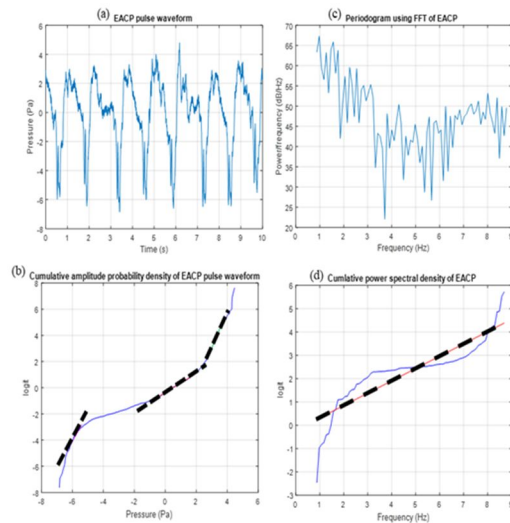 (a) EACP pulse waveform
Pressure (Pa)
6
4
2
0
-2
-4
-6
-8
0 1 2 3 4 5 6 7 8 9 10
Time (s)
(c) Periodogram using FFT of EACP
Power/frequency (dB/Hz)
70
65
60
55
50
45
40
35
30
25
20
0 1 2 3 4 5 6 7 8 9
Frequency (Hz)
(b) Cumulative amplitude probability density of EACP pulse waveform
logit
8
6
4
2
0
-2
-4
-6
-8
-8 -6 -4 -2 0 2 4 6
Pressure (Pa)
(d) Cumlative power spectral density of EACP
logit
6
5
4
3
2
1
0
-1
-2
-3
0 1 2 3 4 5 6 7 8 9
Frequency (Hz)